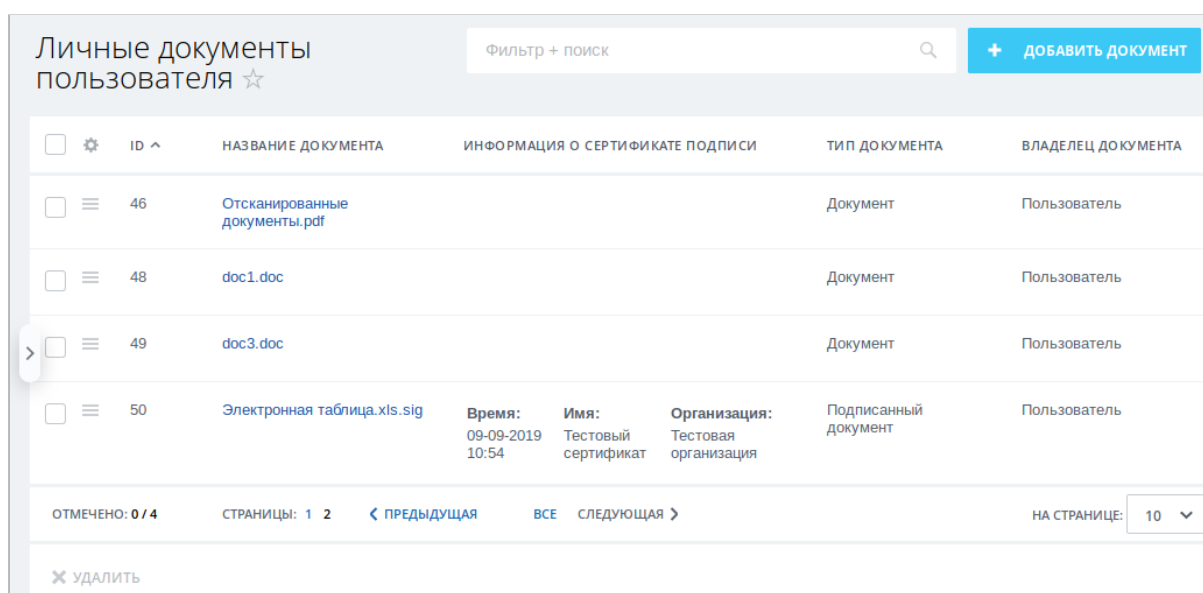 Личные документы
пользователя
Фильтр + поиск
ДОБАВИТЬ ДОКУМЕНТ
ID НАЗВАНИЕ ДОКУМЕНТА ИНФОРМАЦИЯ О СЕРТИФИКАТЕ ПОДПИСИ ТИП ДОКУМЕНТА ВЛАДЕЛЕЦ ДОКУМЕНТА
46 Отсканированные Документ Пользователь
документы.pdf
48 doc1.doc Документ Пользователь
49 doc3.doc Документ Пользователь
50 Электронная таблица.xls.sig Время: Имя: Организация: Подписанный Пользователь
09-09-2019 Тестовый Тестовая документ
10:54 сертификат организация
ОТМЕЧЕНО: 0 / 4 СТРАНИЦЫ: 1 2 ПРЕДЫДУЩАЯ ВСЕ СЛЕДУЮЩАЯ НА СТРАНИЦЕ: 10
УДАЛИТЬ